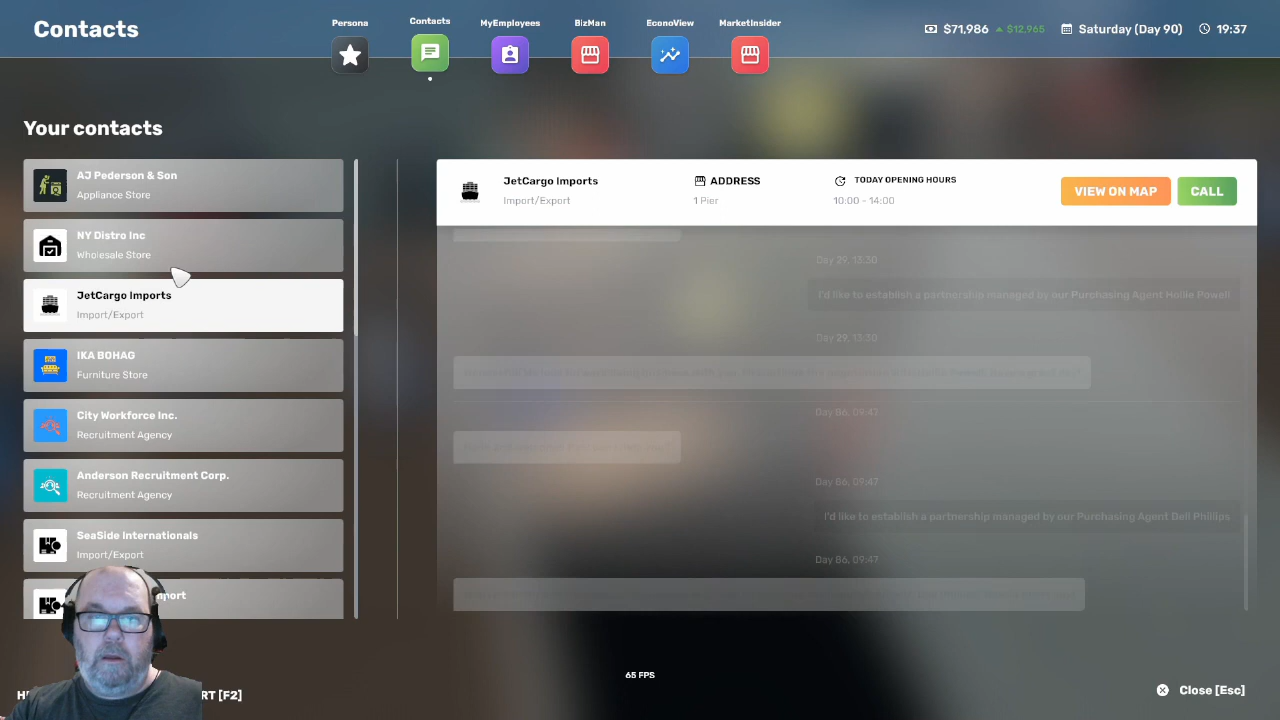 Contacts
Persona
Contacts
MyEmployees
BizMan
EconoView
MarketInsider
$71,986 ▲ $12,965
Saturday (Day 90)
19:37
Your contacts
AJ Pederson & Son
Appliance Store
NY Distro Inc
Wholesale Store
JetCargo Imports
Import/Export
IKA BOHAG
Furniture Store
City Workforce Inc.
Recruitment Agency
Anderson Recruitment Corp.
Recruitment Agency
SeaSide Internationals
Import/Export
JetCargo Imports
Import/Export
ADDRESS
1 Pier
TODAY OPENING HOURS
10:00 - 14:00
VIEW ON MAP
CALL
Day 29, 13:30
I'd like to establish a partnership managed by our Purchasing Agent Hollie Powell
Day 29, 13:30
Day 86, 09:47
Day 86, 09:47
I'd like to establish a partnership managed by our Purchasing Agent Bell Phillips
Day 86, 09:47
65 FPS
[F2]
Close [Esc]